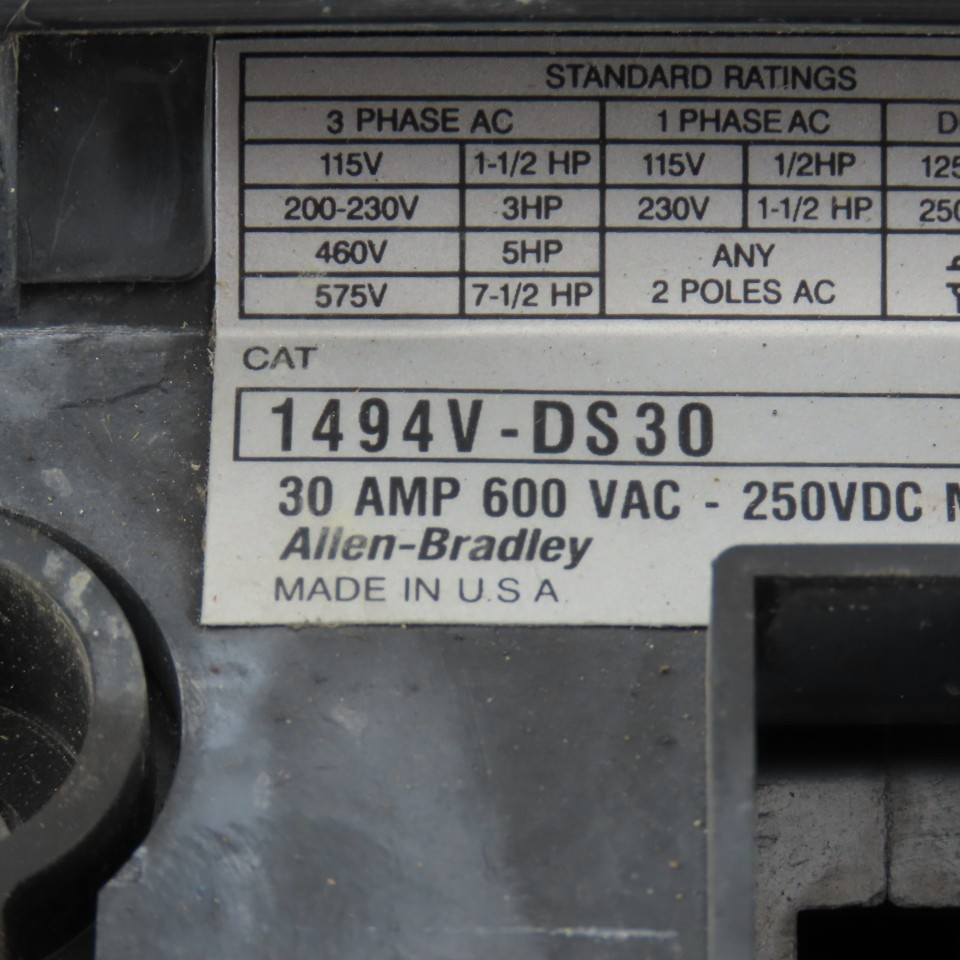 STANDARD RATINGS
3 PHASE AC 1 PHASE AC
115V 1-1/2 HP 115V 1/2HP
200-230V 3HP 230V 1-1/2 HP
460V 5HP ANY
575V 7-1/2 HP 2 POLES AC
CAT
1494V-DS30
30 AMP 600 VAC - 250VDC
Allen-Bradley
MADE IN U.S A.